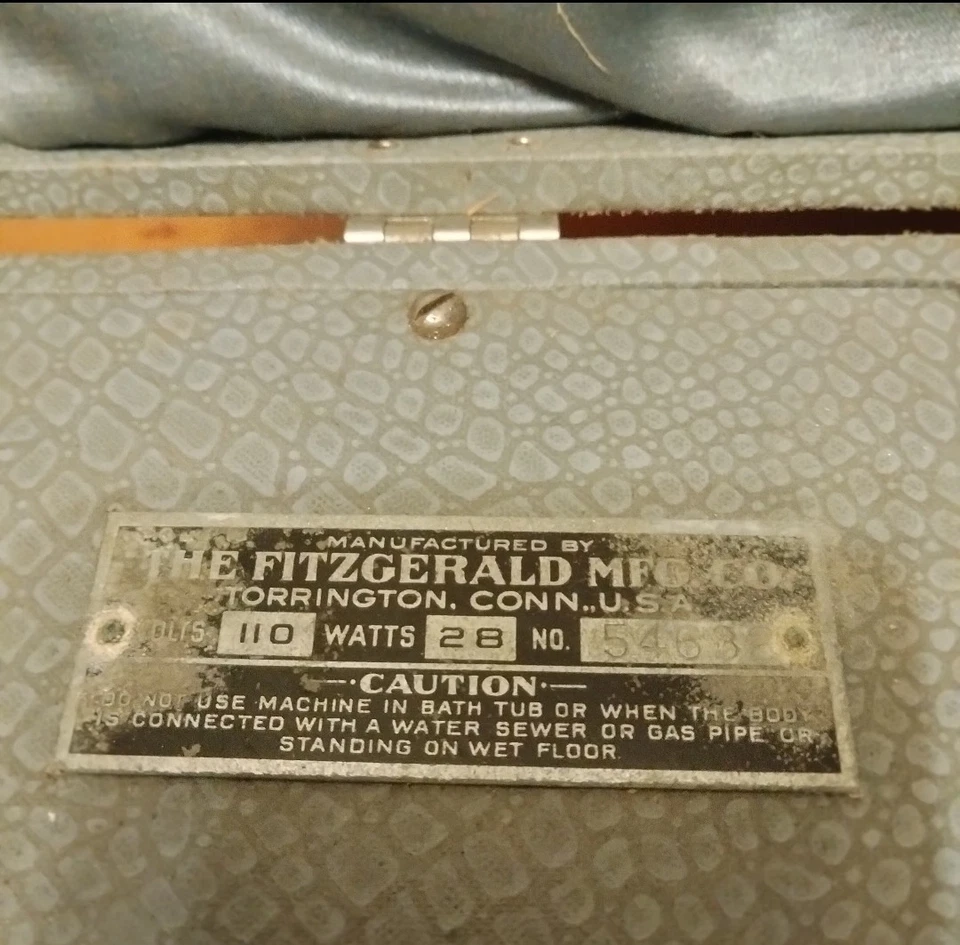 MANUFACTURED BY
THE FITZGERALD MFG. CO.
TORRINGTON, CONN., U.S.A
VOLTS 110 WATTS 28 NO. 5463
—·CAUTION·—
DO NOT USE MACHINE IN BATH TUB OR WHEN THE BODY
IS CONNECTED WITH A WATER SEWER OR GAS PIPE OR
STANDING ON WET FLOOR.